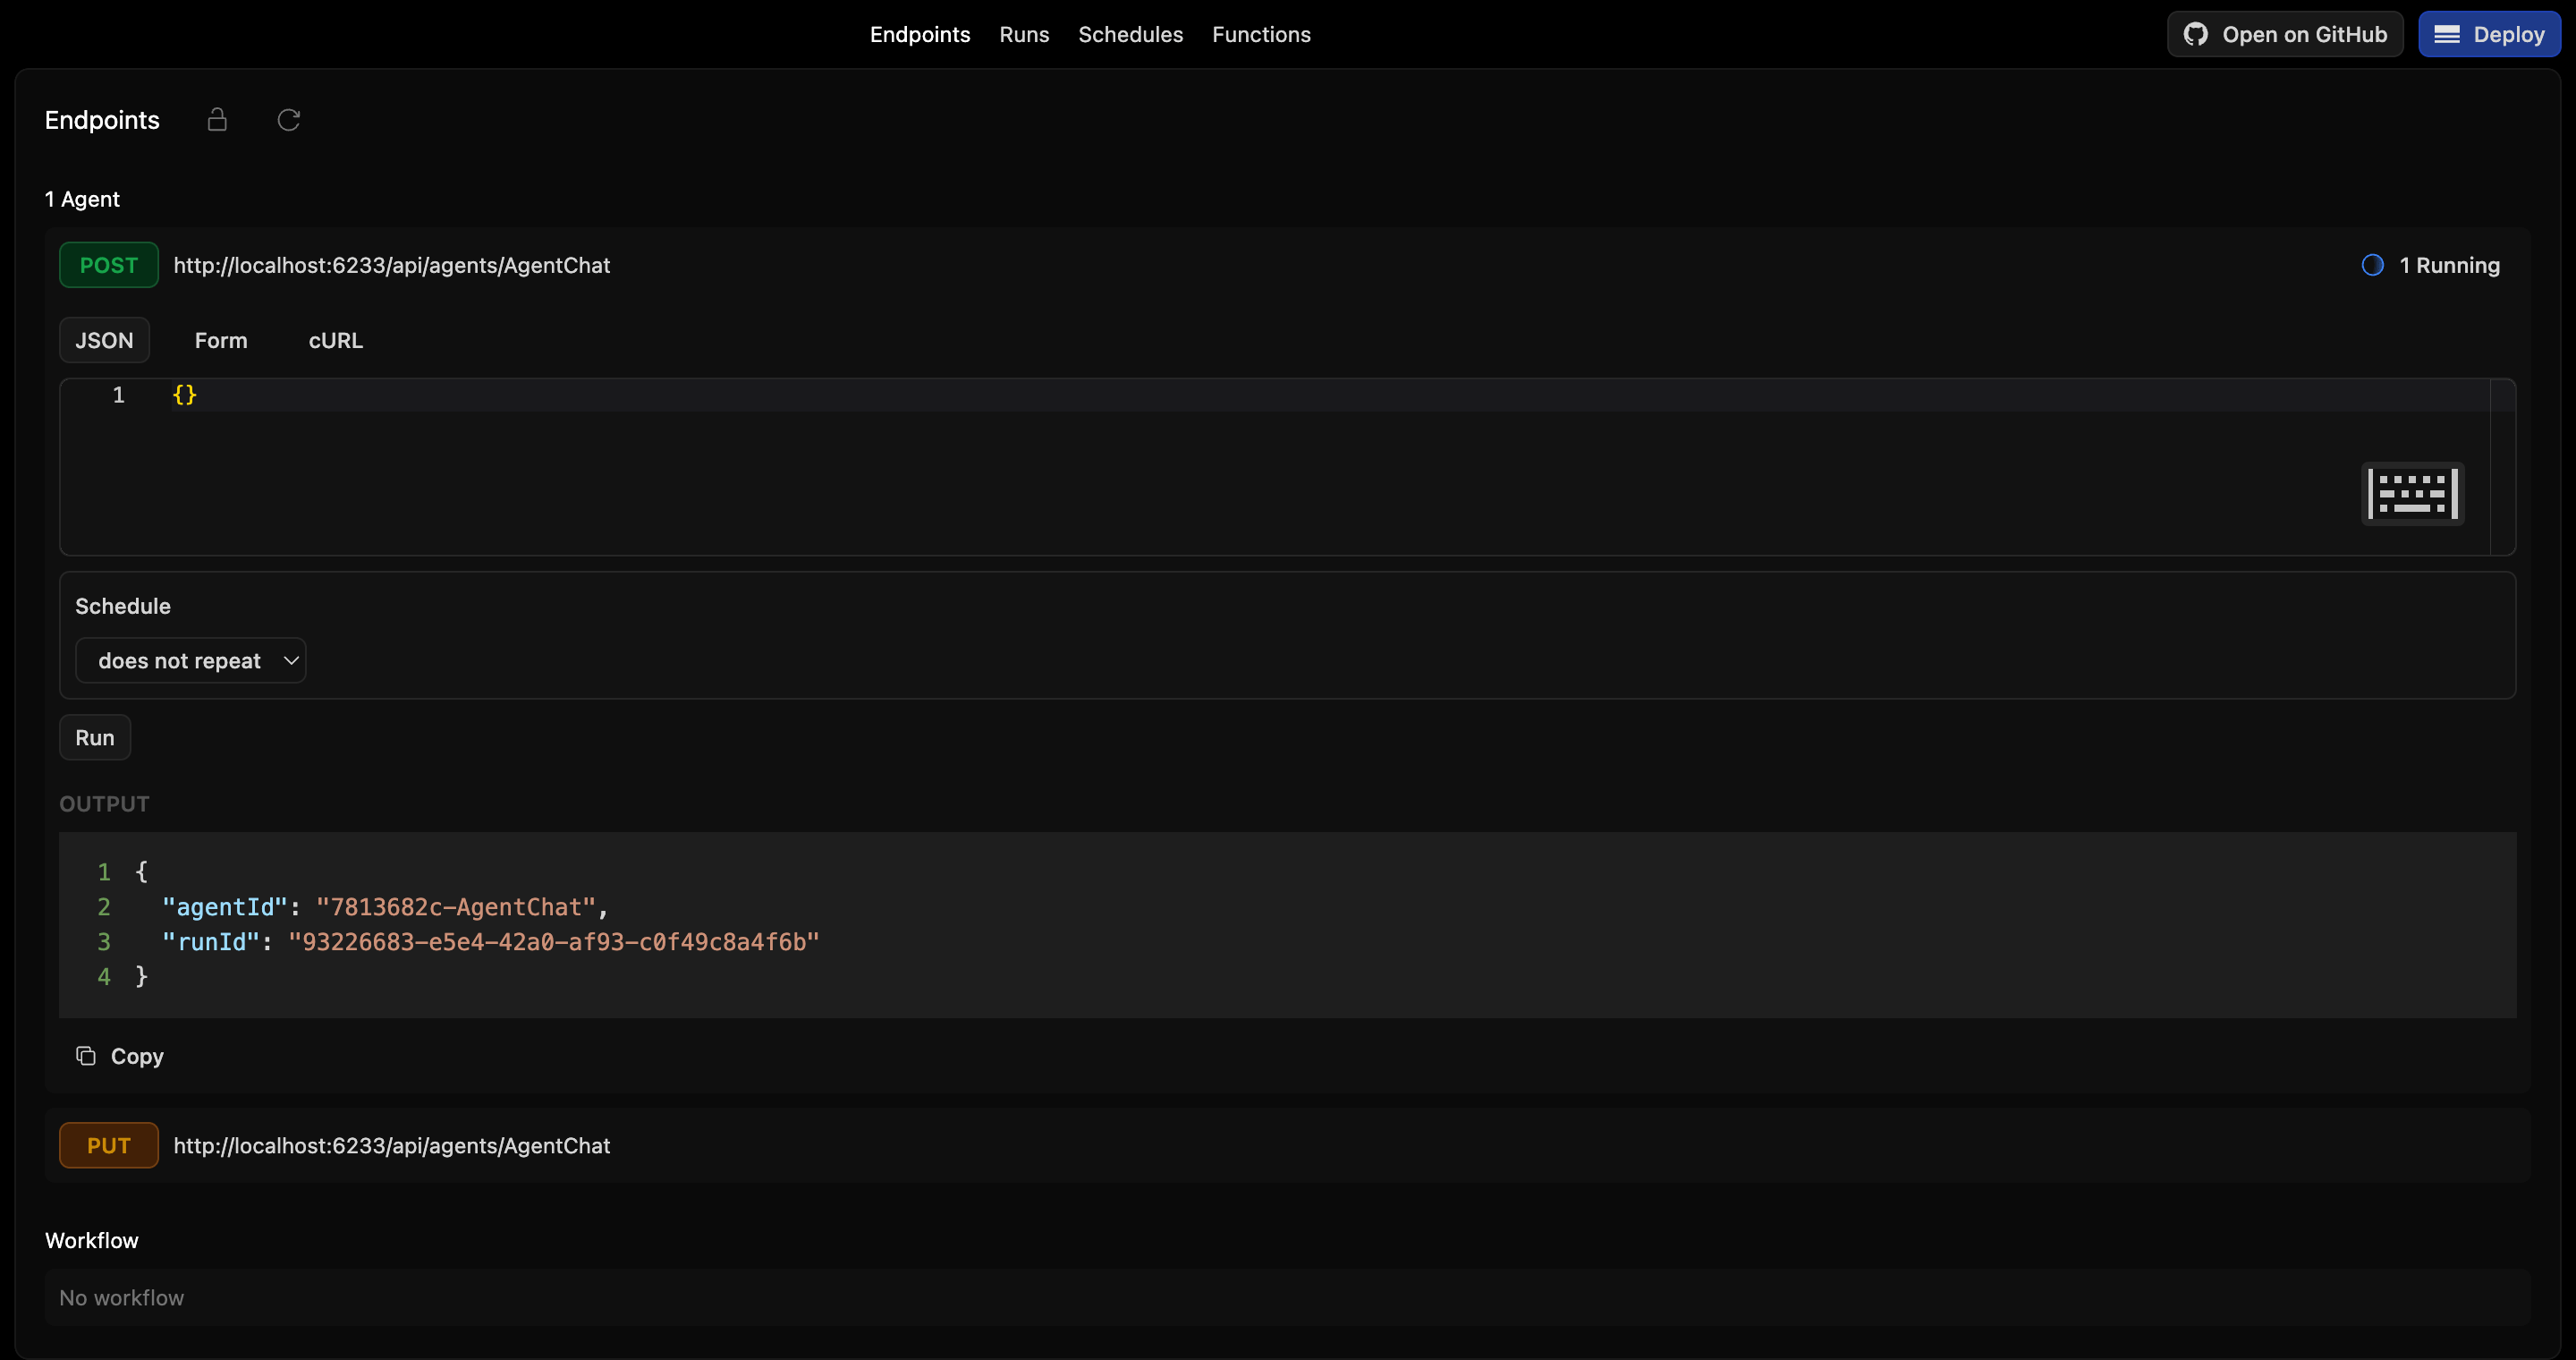 Endpoints Runs Schedules Functions Open on GitHub Deploy
Endpoints
1 Agent
POST http://localhost:6233/api/agents/AgentChat 1 Running
JSON Form cURL
1 {}
Schedule
does not repeat
Run
OUTPUT
1 {
2 "agentId": "7813682c-AgentChat",
3 "runId": "93226683-e5e4-42a0-af93-c0f49c8a4f6b"
4 }
Copy
PUT http://localhost:6233/api/agents/AgentChat
Workflow
No workflow